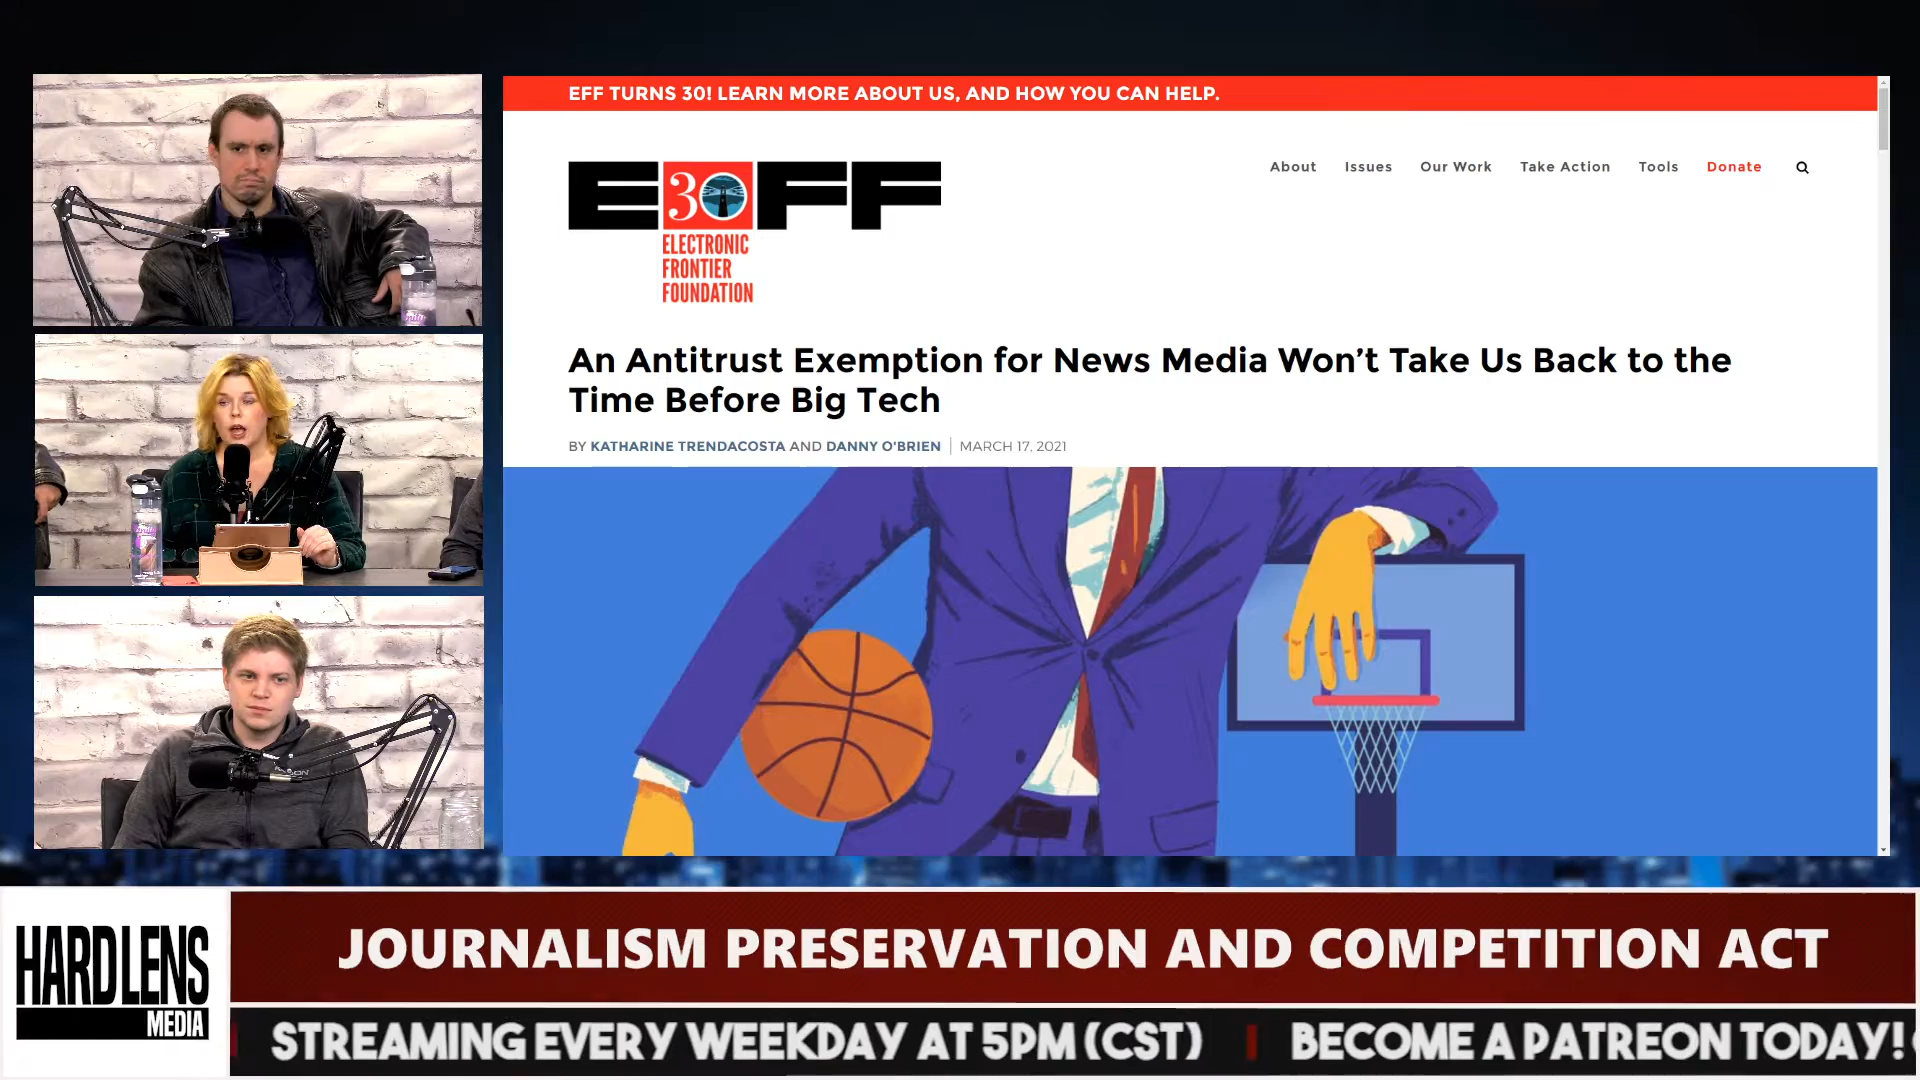 EFF TURNS 30! LEARN MORE ABOUT US, AND HOW YOU CAN HELP.
E30FF
ELECTRONIC
FRONTIER
FOUNDATION
About Issues Our Work Take Action Tools Donate
An Antitrust Exemption for News Media Won't Take Us Back to the
Time Before Big Tech
BY KATHARINE TRENDACOSTA AND DANNY O'BRIEN | MARCH 17, 2021
HARD LENS
MEDIA
JOURNALISM PRESERVATION AND COMPETITION ACT
STREAMING EVERY WEEKDAY AT 5PM (CST) | BECOME A PATREON TODAY!